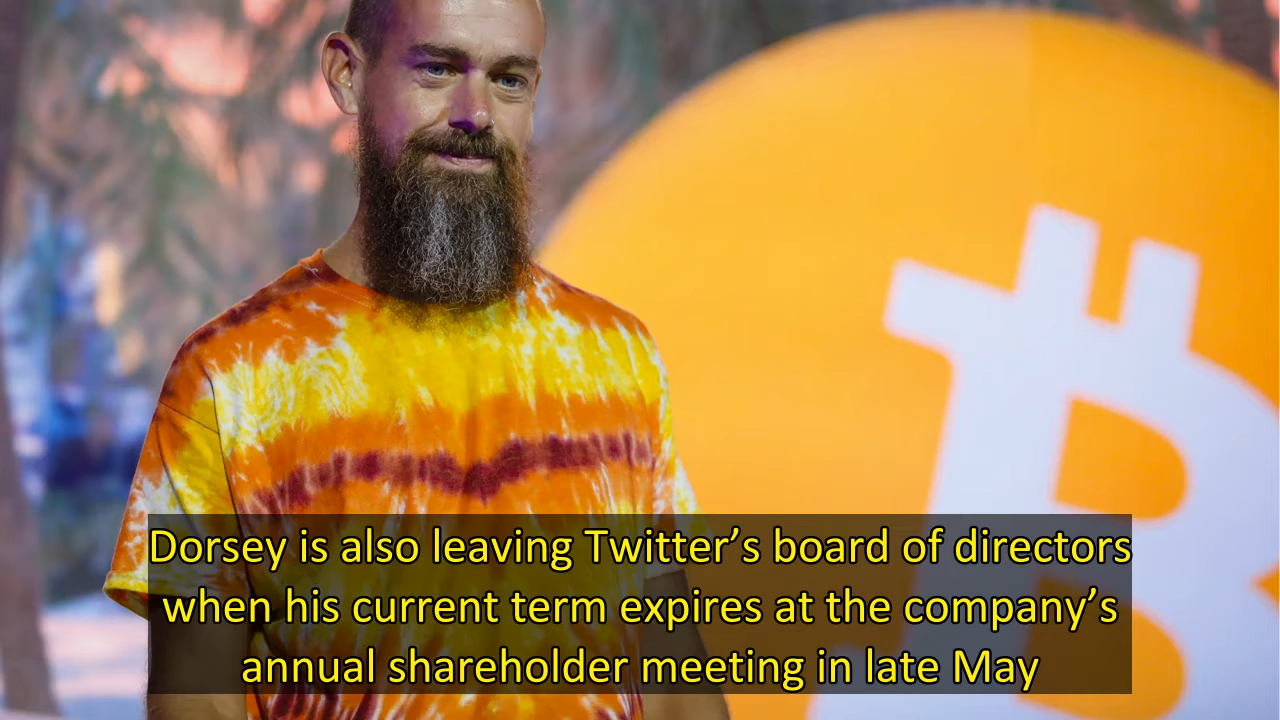 Dorsey is also leaving Twitter’s board of directors
when his current term expires at the company’s
annual shareholder meeting in late May